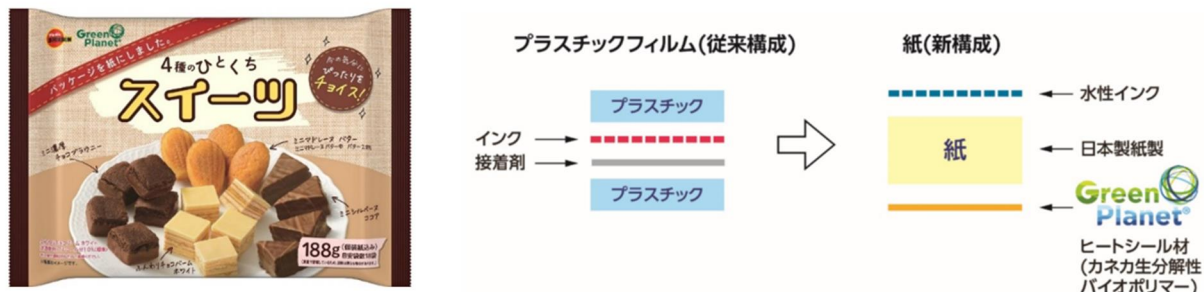 Green
Planet
パッケージを紙にしました。
4種のひとくち
スイーツ
ぴったりを
チョイス!
ミニ濃厚
チョコブラウニー
ミニマドレーヌ バター
ミニシルベーヌ
ココア
ふんわりチョコバーム
ホワイト
188g(個装紙込み)
プラスチックフィルム(従来構成)
プラスチック
インク
接着剤
プラスチック
紙(新構成)
水性インク
紙
日本製紙製
Green
Planet®
ヒートシール材
(カネカ生分解性
バイオポリマー)